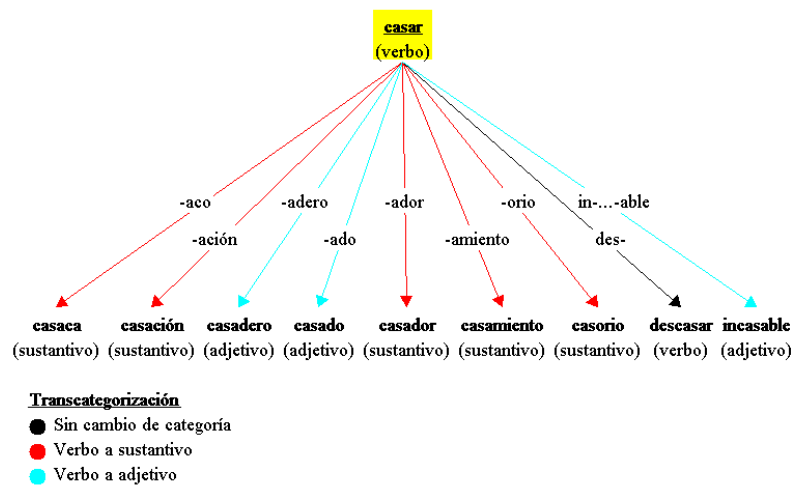 casar
(verbo)
-aco -adero -ador -orio in-...-able
-ación -ado -amiento des-
casaca casación casadero casado casador casamiento casorio descasar incasable
(sustantivo) (sustantivo) (adjetivo) (adjetivo) (sustantivo) (sustantivo) (sustantivo) (verbo) (adjetivo)
Transcategorización
Sin cambio de categoría
Verbo a sustantivo
Verbo a adjetivo